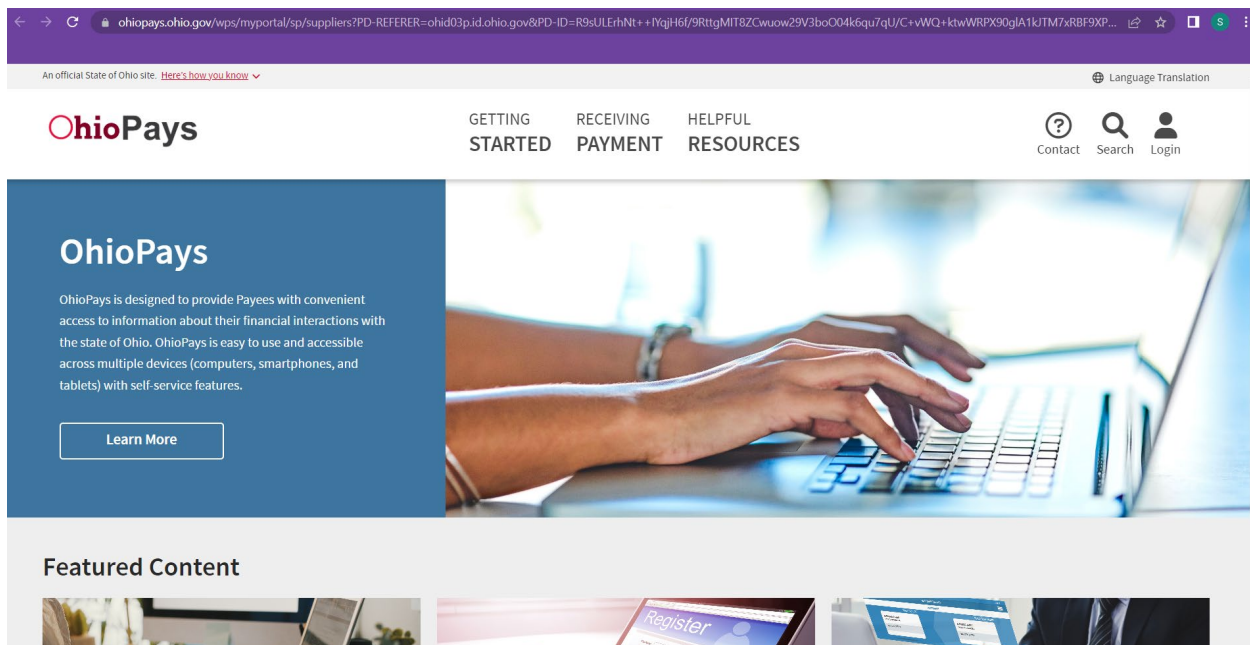 ohiopays.ohio.gov/wps/myportal/sp/suppliers?PD-REFERER=ohid03p.id.ohio.gov&PD-ID=R9sULErhNt++IYqjH6f/9RttgMIT8ZCwuow29V3boO04k6qu7qU/C+vWQ+ktwWRPX90glA1kJTM7xRBF9XP...
S
An official State of Ohio site. Here's how you know
Language Translation
OhioPays
GETTING
STARTED
RECEIVING
PAYMENT
HELPFUL
RESOURCES
Contact
Search
Login
OhioPays
OhioPays is designed to provide Payees with convenient
access to information about their financial interactions with
the state of Ohio. OhioPays is easy to use and accessible
across multiple devices (computers, smartphones, and
tablets) with self-service features.
Learn More
Featured Content
Register